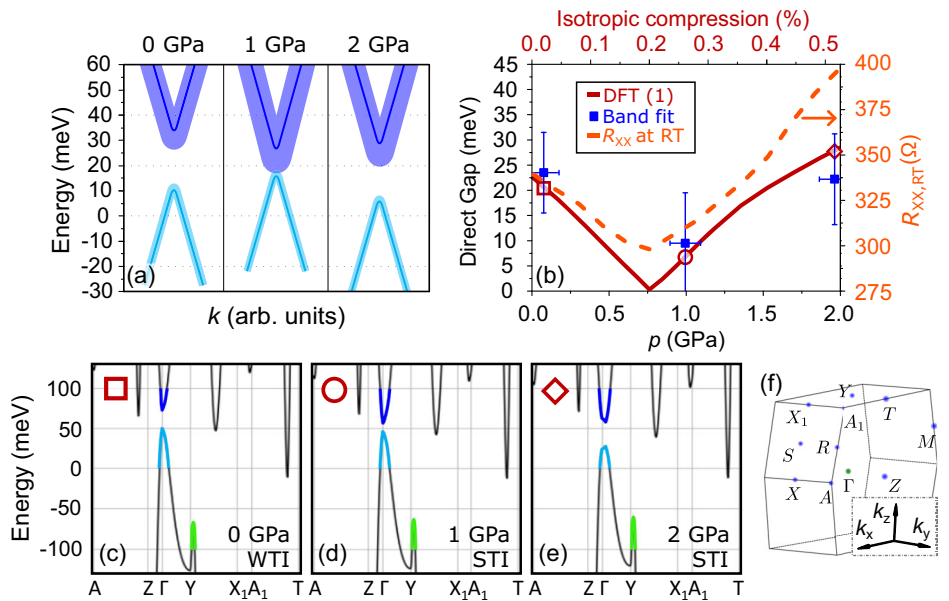 0 GPa 1 GPa 2 GPa
60
50
40
30
20
10
0
-10
-20
-30
Energy (meV)
(a)
k (arb. units)
Isotropic compression (%)
0.0 0.1 0.2 0.3 0.4 0.5
45
40
35
30
25
20
15
10
5
0
Direct Gap (meV)
DFT (1)
Band fit
RXX at RT
(b)
400
375
350
325
300
275
RXX,RT(Ω)
0.0 0.5 1.0 1.5 2.0
p (GPa)
100
50
0
-50
-100
Energy (meV)
(c)
0 GPa
WTI
A Z Γ Y X1A1 T
(d)
1 GPa
STI
A Z Γ Y X1A1 T
(e)
2 GPa
STI
A Z Γ Y X1A1 T
(f)
Y
X1
T
A1
M
S
R
Γ
X
A
Z
kz
kx
ky